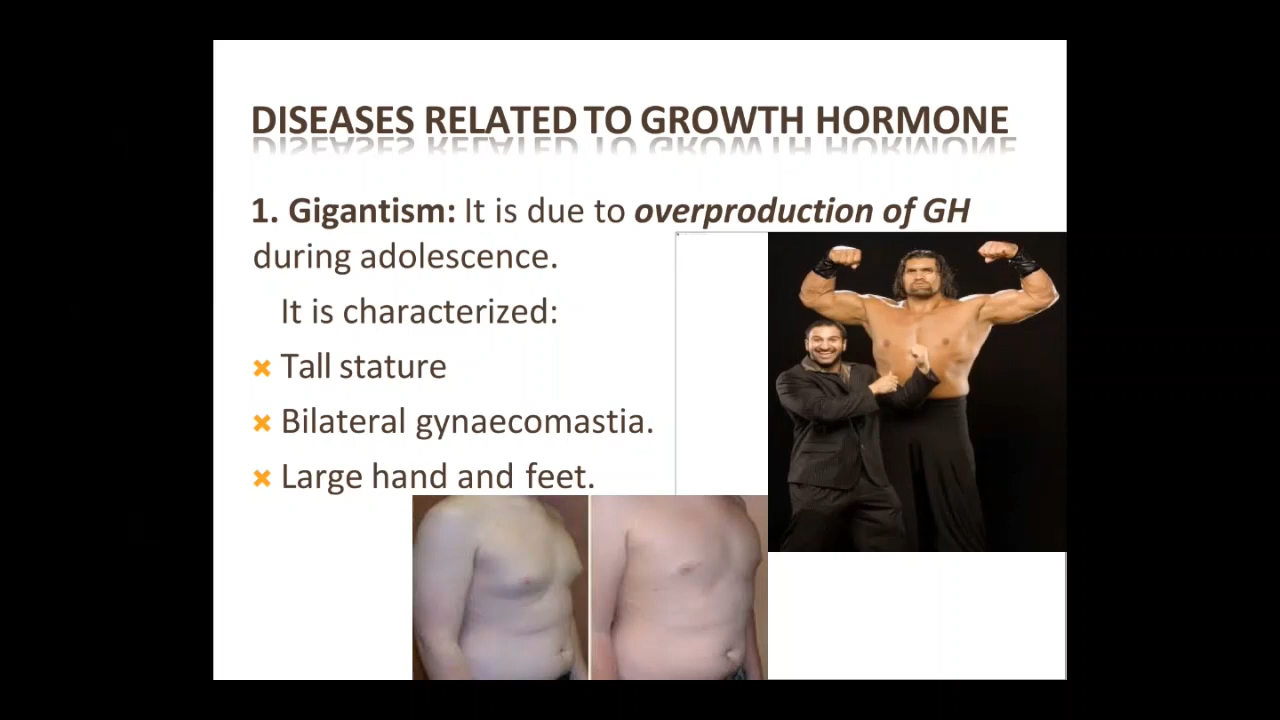 DISEASES RELATED TO GROWTH HORMONE
1. Gigantism: It is due to overproduction of GH
during adolescence.
It is characterized:
Tall stature
Bilateral gynaecomastia.
Large hand and feet.